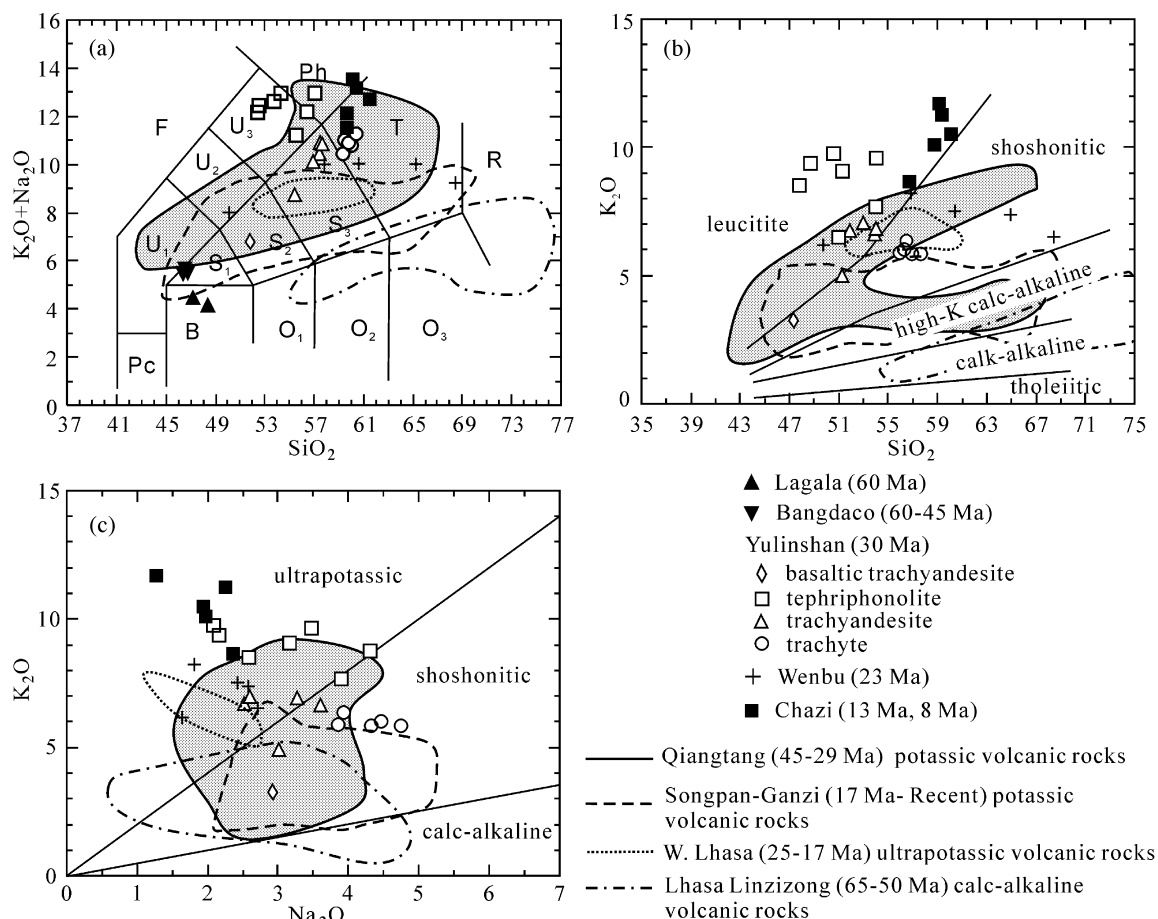 (a)
16
14
12
10
8
6
4
2
0
K2O+Na2O
Ph
F
U3
U2
T
R
U1
S3
S2
S1
B
O1
O2
O3
Pc
37 41 45 49 53 57 61 65 69 73 77
SiO2
(b)
15
10
5
0
K2O
shoshonitic
leucitite
high-K calc-alkaline
calk-alkaline
tholeiitic
35 39 43 47 51 55 59 63 67 71 75
SiO2
(c)
15
10
5
0
K2O
ultrapotassic
shoshonitic
calc-alkaline
0 1 2 3 4 5 6 7
Na2O
Lagala (60 Ma)
Bangdaco (60-45 Ma)
Yulinshan (30 Ma)
basaltic trachyandesite
tephriphonolite
trachyandesite
trachyte
Wenbu (23 Ma)
Chazi (13 Ma, 8 Ma)
Qiangtang (45-29 Ma) potassic volcanic rocks
Songpan-Ganzi (17 Ma- Recent) potassic
volcanic rocks
W. Lhasa (25-17 Ma) ultrapotassic volcanic rocks
Lhasa Linzizong (65-50 Ma) calc-alkaline
volcanic rocks